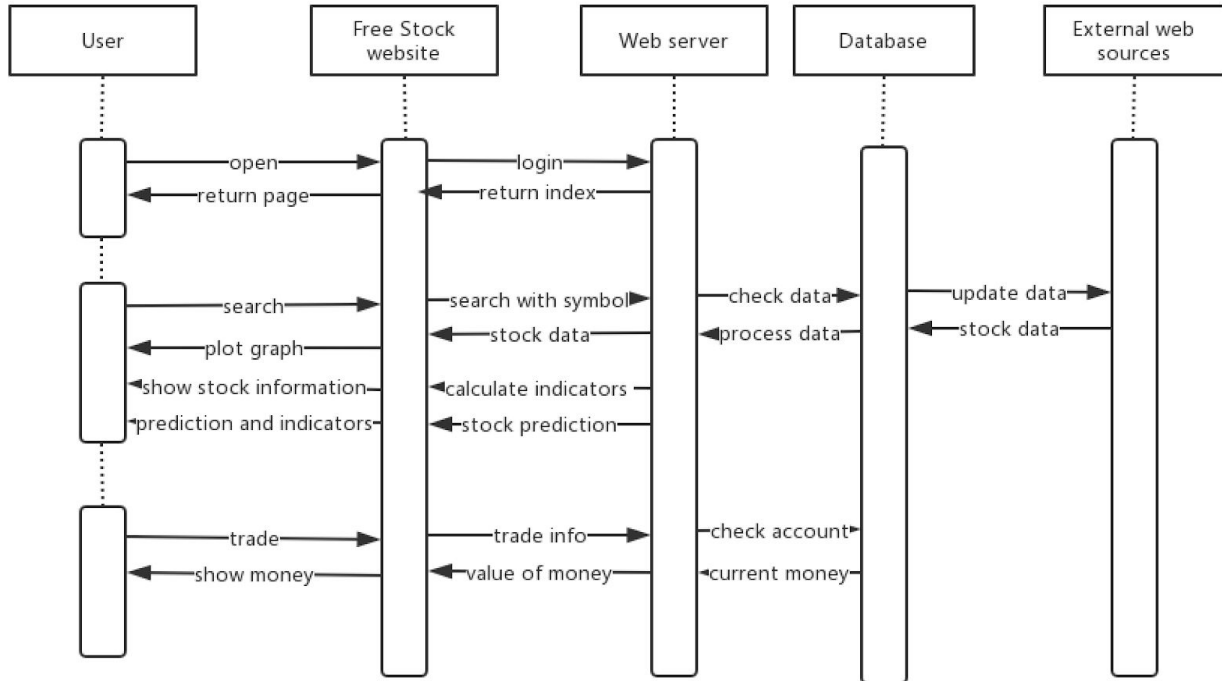 User
Free Stock
website
Web server
Database
External web
sources
open
login
return page
return index
search
search with symbol
check data
update data
plot graph
stock data
process data
stock data
show stock information
calculate indicators
prediction and indicators
stock prediction
trade
trade info
check account
show money
value of money
current money